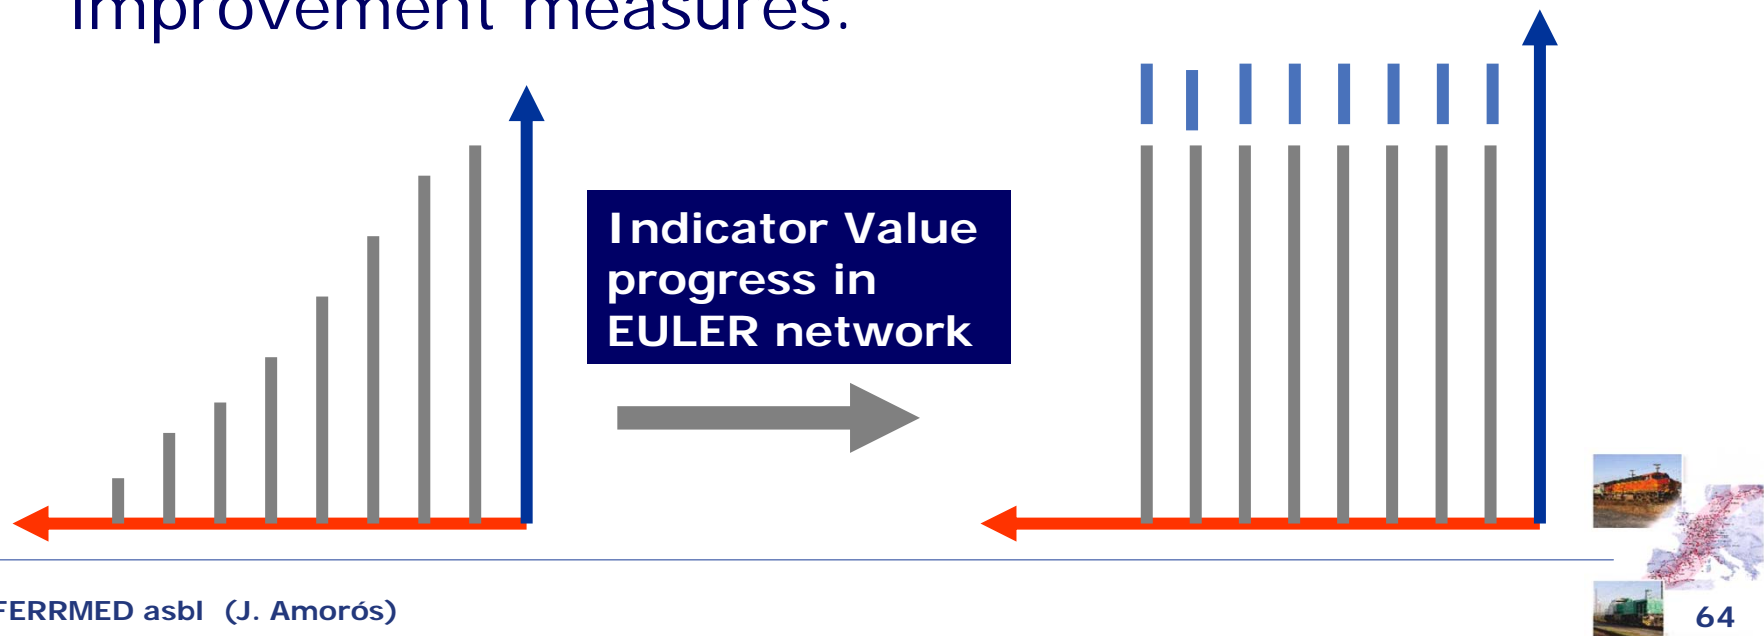 improvement measures.
Indicator Value
progress in
EULER network
FERRMED asbl (J. Amorós)
64